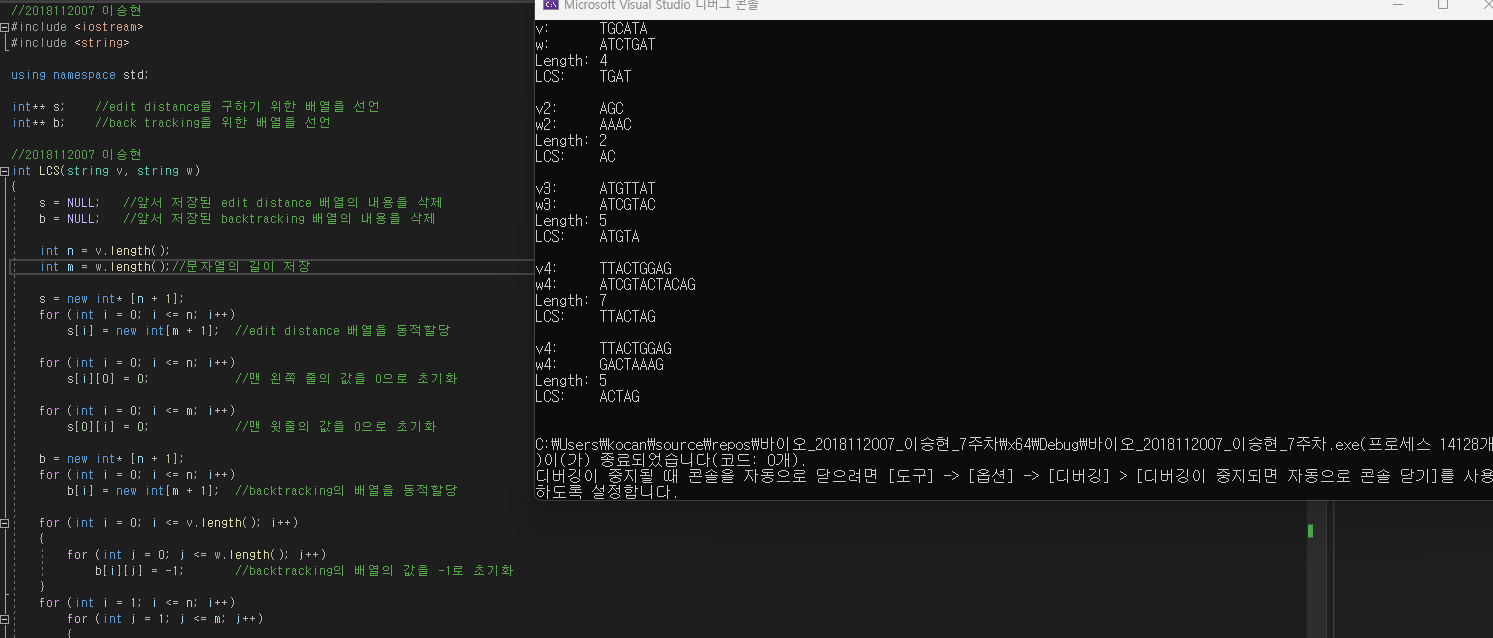 //2018112007 이승현
#include <iostream>
#include <string>
using namespace std;
int** s; //edit distance를 구하기 위한 배열을 선언
int** b; //back tracking을 위한 배열을 선언
//2018112007 이승현
int LCS(string v, string w)
{
s = NULL; //앞서 저장된 edit distance 배열의 내용을 삭제
b = NULL; //앞서 저장된 backtracking 배열의 내용을 삭제
int n = v.length();
int m = w.length();//문자열의 길이 저장
s = new int* [n + 1];
for (int i = 0; i <= n; i++)
s[i] = new int[m + 1]; //edit distance 배열을 동적할당
for (int i = 0; i <= n; i++)
s[i][0] = 0; //맨 왼쪽 줄의 값을 0으로 초기화
for (int i = 0; i <= m; i++)
s[0][i] = 0; //맨 윗줄의 값을 0으로 초기화
b = new int* [n + 1];
for (int i = 0; i <= n; i++)
b[i] = new int[m + 1]; //backtracking의 배열을 동적할당
for (int i = 0; i <= v.length(); i++)
{
for (int j = 0; j <= w.length(); j++)
b[i][j] = -1; //backtracking의 배열의 값을 -1로 초기화
}
for (int i = 1; i <= n; i++)
for (int j = 1; j <= m; j++)
{
Microsoft Visual Studio 디버그 콘솔
v: TGCATA
w: ATCTGAT
Length: 4
LCS: TGAT
v2: AGC
w2: AAAC
Length: 2
LCS: AC
v3: ATGTTAT
w3: ATCGTAC
Length: 5
LCS: ATGTA
v4: TTACTGGAG
w4: ATCGTACTACAG
Length: 7
LCS: TTACTAG
v4: TTACTGGAG
w4: GACTAAAG
Length: 5
LCS: ACTAG
C:₩Users₩kocan₩source₩repos₩바이오_2018112007_이승현_7주차₩x64₩Debug₩바이오_2018112007_이승현_7주차.exe(프로세스 14128개
)이(가) 종료되었습니다(코드: 0개).
디버깅이 중지될 때 콘솔을 자동으로 닫으려면 [도구] -> [옵션] -> [디버깅] > [디버깅이 중지되면 자동으로 콘솔 닫기]를 사용
하도록 설정합니다.